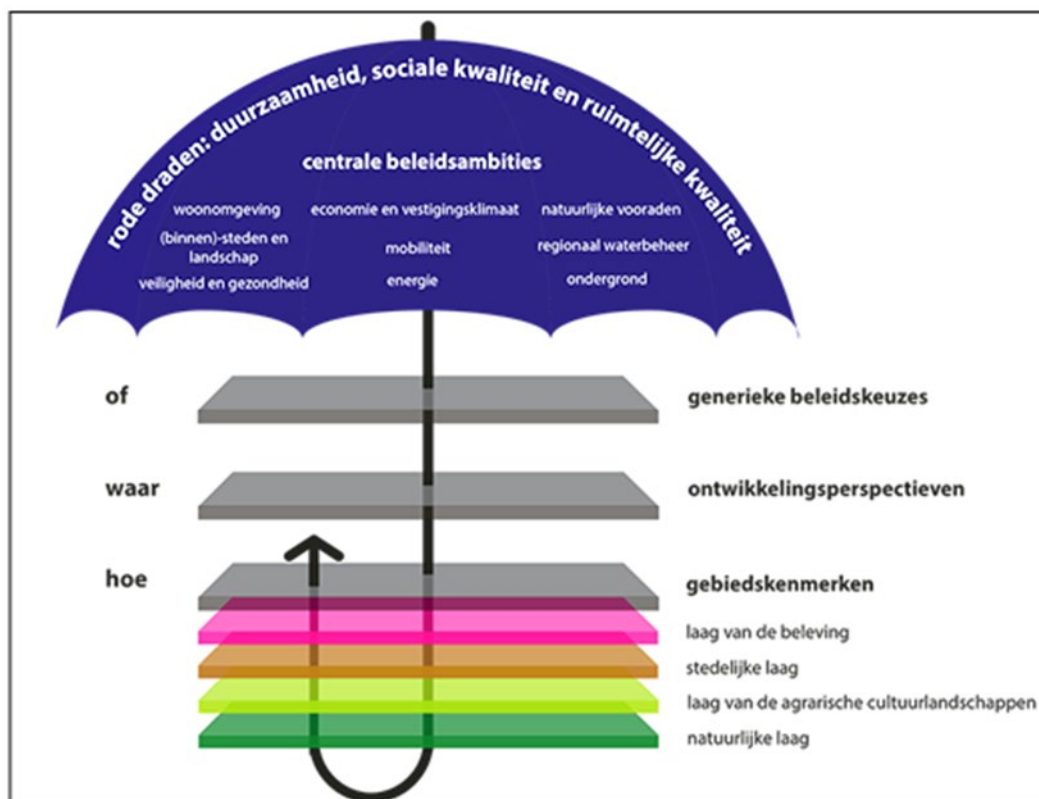 rode draden: duurzaamheid, sociale kwaliteit en ruimtelijke kwaliteit
centrale beleidsambities
woonomgeving
economie en vestigingsklimaat
natuurlijke vooraden
(binnen)-steden en
landschap
mobiliteit
regionaal waterbeheer
veiligheid en gezondheid
energie
ondergrond
of
generieke beleidskeuzes
waar
ontwikkelingsperspectieven
hoe
gebiedskenmerken
laag van de beleving
stedelijke laag
laag van de agrarische cultuurlandschappen
natuurlijke laag